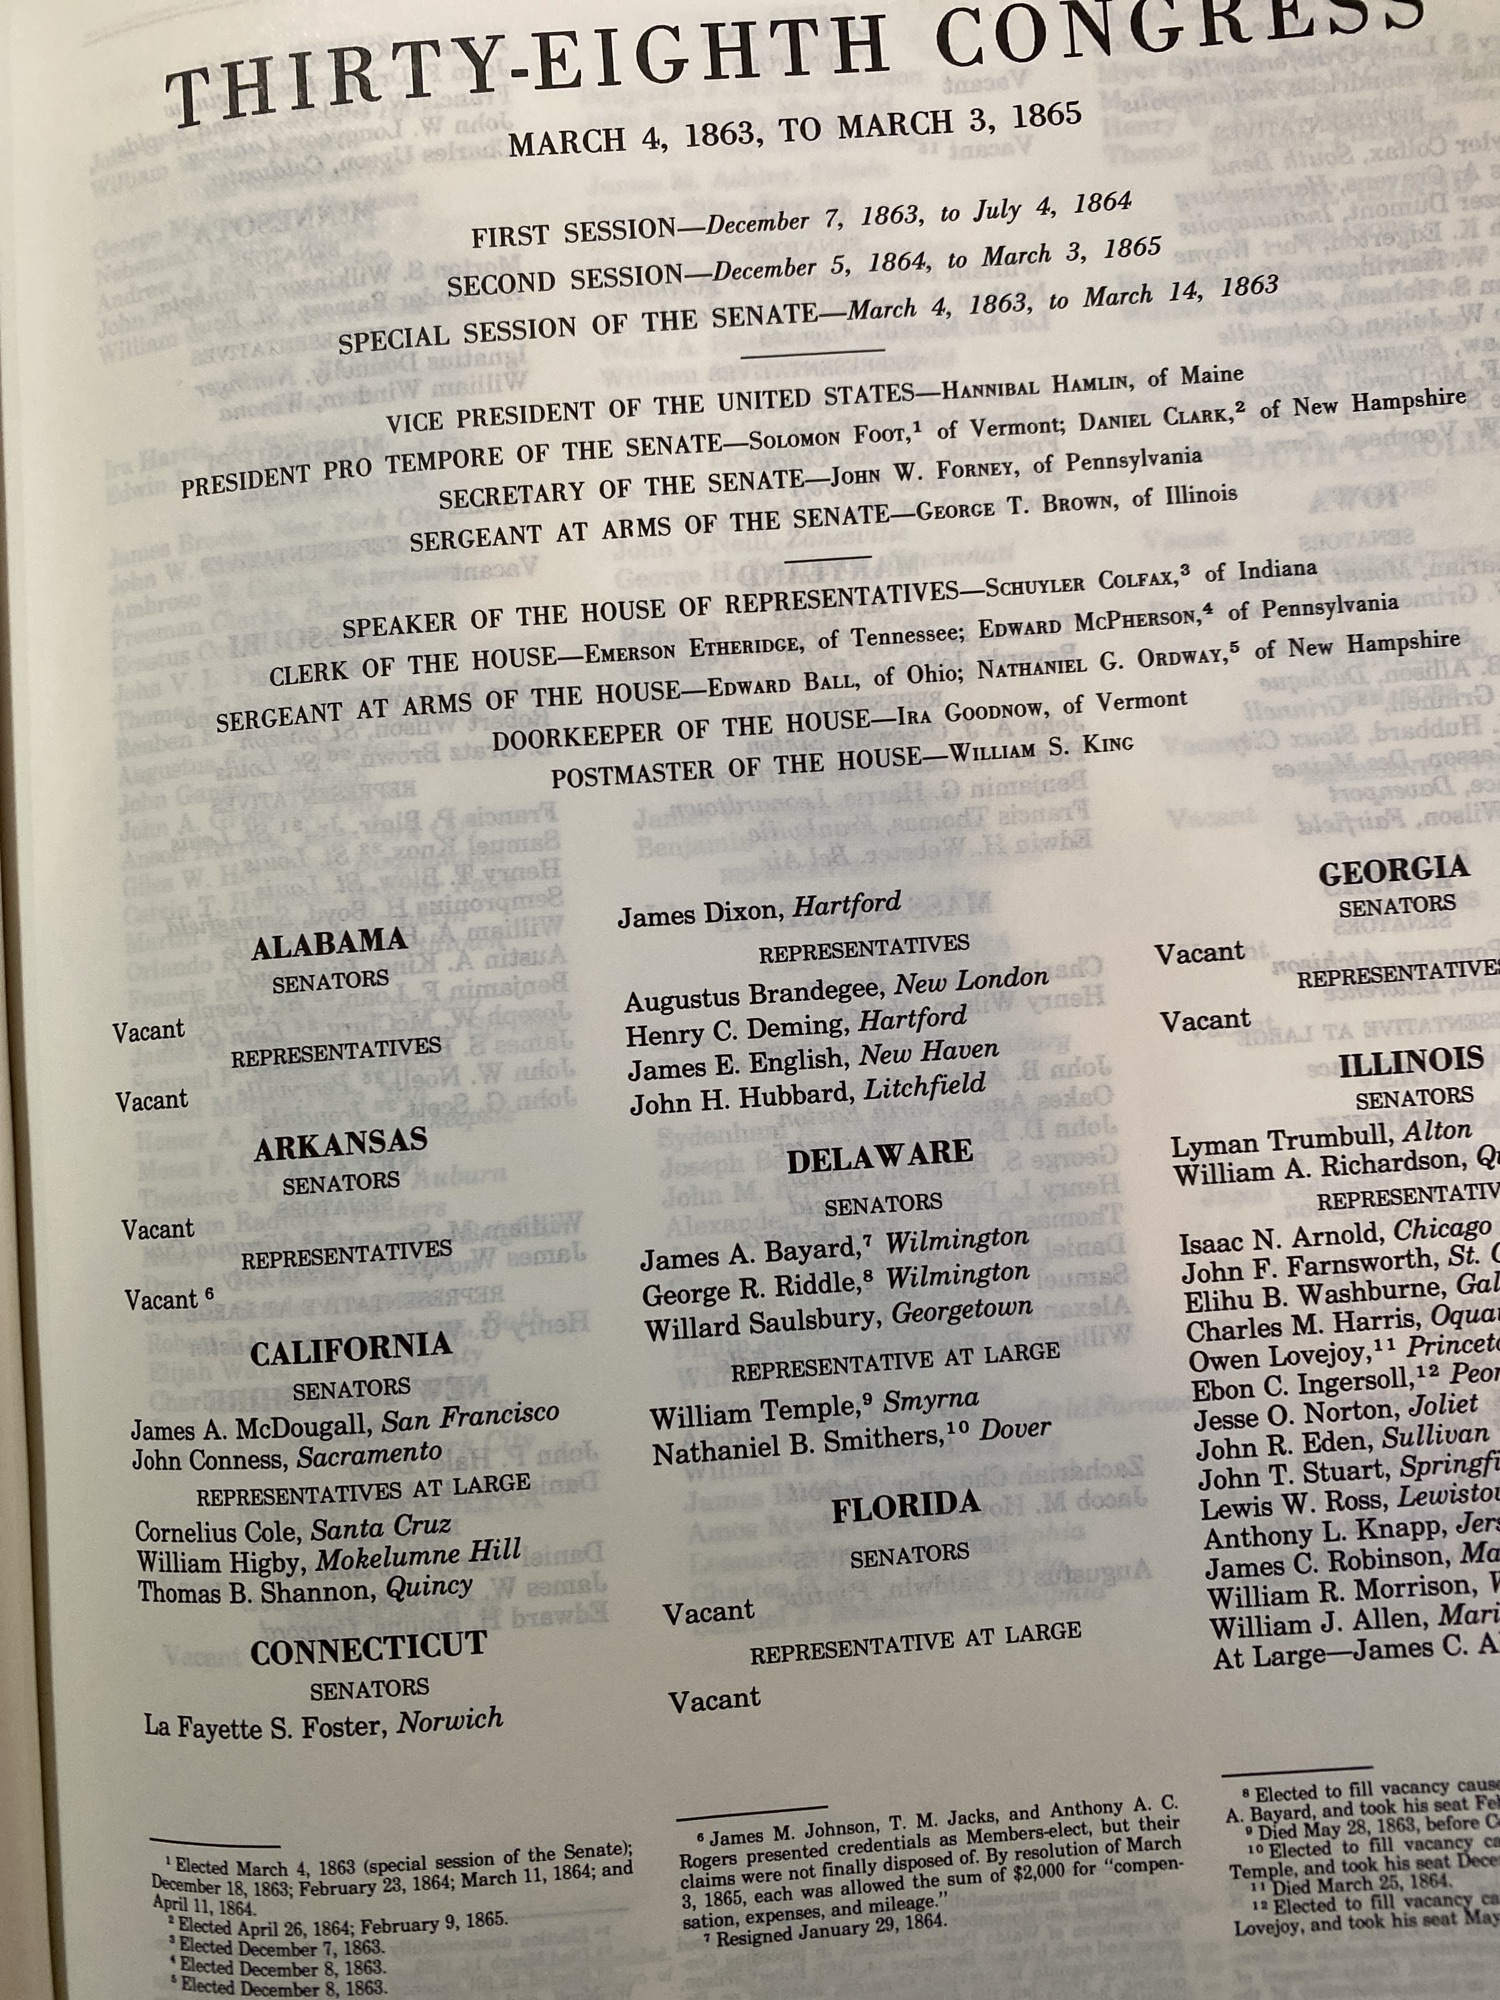 THIRTY-EIGHTH CONGRESS
MARCH 4, 1863, TO MARCH 3, 1865
FIRST SESSION—December 7, 1863, to July 4, 1864
SECOND SESSION—December 5, 1864, to March 3, 1865
SPECIAL SESSION OF THE SENATE—March 4, 1863, to March 14, 1863
VICE PRESIDENT OF THE UNITED STATES—HANNIBAL HAMLIN, of Maine
PRESIDENT PRO TEMPORE OF THE SENATE—SOLOMON FOOT,¹ of Vermont; DANIEL CLARK,² of New Hampshire
SECRETARY OF THE SENATE—JOHN W. FORNEY, of Pennsylvania
SERGEANT AT ARMS OF THE SENATE—GEORGE T. BROWN, of Illinois
SPEAKER OF THE HOUSE OF REPRESENTATIVES—SCHUYLER COLFAX,³ of Indiana
CLERK OF THE HOUSE—EMERSON ETHERIDGE, of Tennessee; EDWARD MCPHERSON,⁴ of Pennsylvania
SERGEANT AT ARMS OF THE HOUSE—EDWARD BALL, of Ohio; NATHANIEL G. ORDWAY,⁵ of New Hampshire
DOORKEEPER OF THE HOUSE—IRA GOODNOW, of Vermont
POSTMASTER OF THE HOUSE—WILLIAM S. KING
ALABAMA
SENATORS
Vacant
REPRESENTATIVES
Vacant
ARKANSAS
SENATORS
Vacant
REPRESENTATIVES
Vacant ⁶
CALIFORNIA
SENATORS
James A. McDougall, San Francisco
John Conness, Sacramento
REPRESENTATIVES AT LARGE
Cornelius Cole, Santa Cruz
William Higby, Mokelumne Hill
Thomas B. Shannon, Quincy
CONNECTICUT
SENATORS
La Fayette S. Foster, Norwich
James Dixon, Hartford
REPRESENTATIVES
Augustus Brandegee, New London
Henry C. Deming, Hartford
James E. English, New Haven
John H. Hubbard, Litchfield
DELAWARE
SENATORS
James A. Bayard,⁷ Wilmington
George R. Riddle,⁸ Wilmington
Willard Saulsbury, Georgetown
REPRESENTATIVE AT LARGE
William Temple,⁹ Smyrna
Nathaniel B. Smithers,¹⁰ Dover
FLORIDA
SENATORS
Vacant
REPRESENTATIVE AT LARGE
Vacant
GEORGIA
SENATORS
Vacant
REPRESENTATIVES
Vacant
ILLINOIS
SENATORS
Lyman Trumbull, Alton
William A. Richardson, Qu
REPRESENTATIV
Isaac N. Arnold, Chicago
John F. Farnsworth, St. C
Elihu B. Washburne, Gal
Charles M. Harris, Oqua
Owen Lovejoy,¹¹ Princeto
Ebon C. Ingersoll,¹² Peor
Jesse O. Norton, Joliet
John R. Eden, Sullivan
John T. Stuart, Springfi
Lewis W. Ross, Lewistow
Anthony L. Knapp, Jers
James C. Robinson, Ma
William R. Morrison, W
William J. Allen, Mari
At Large—James C. Al
¹ Elected March 4, 1863 (special session of the Senate);
December 18, 1863; February 23, 1864; March 11, 1864; and
April 11, 1864.
² Elected April 26, 1864; February 9, 1865.
³ Elected December 7, 1863.
⁴ Elected December 8, 1863.
⁵ Elected December 8, 1863.
⁶ James M. Johnson, T. M. Jacks, and Anthony A. C.
Rogers presented credentials as Members-elect, but their
claims were not finally disposed of. By resolution of March
3, 1865, each was allowed the sum of $2,000 for "compen-
sation, expenses, and mileage."
⁷ Resigned January 29, 1864.
⁸ Elected to fill vacancy cause
A. Bayard, and took his seat Feb
⁹ Died May 28, 1863, before Co
¹⁰ Elected to fill vacancy ca
Temple, and took his seat Dece
¹¹ Died March 25, 1864.
¹² Elected to fill vacancy ca
Lovejoy, and took his seat May